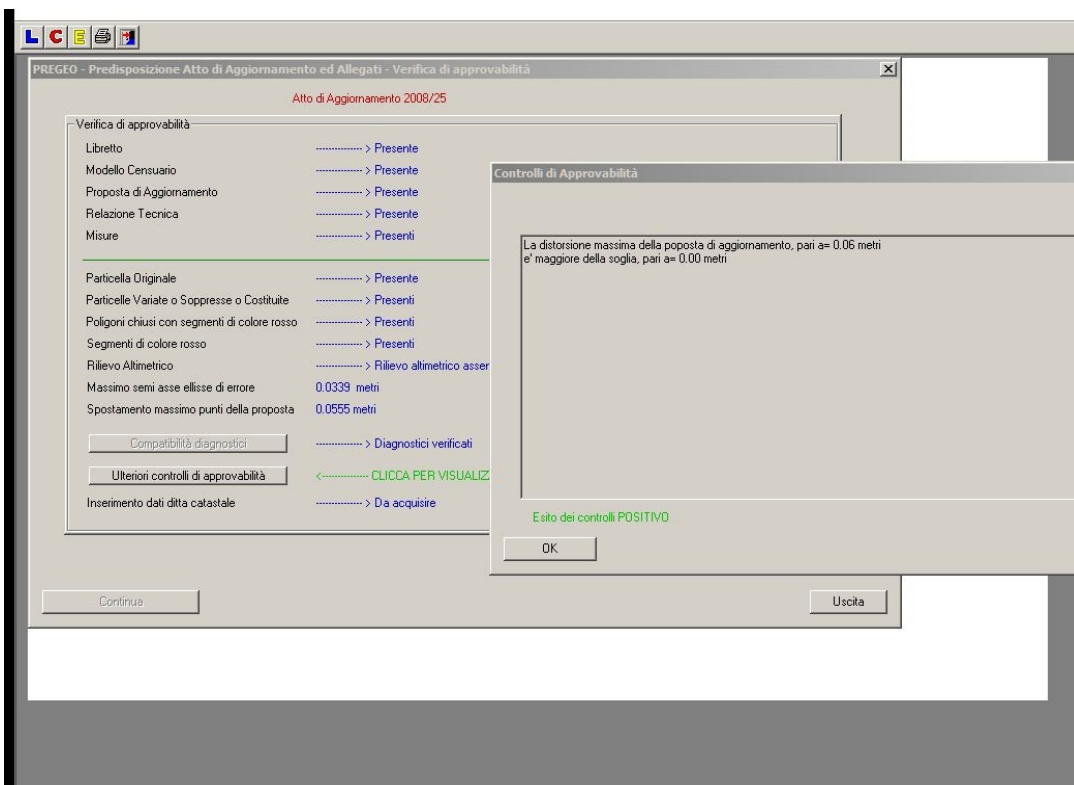 L C E
PREGEO - Predisposizione Atto di Aggiornamento ed Allegati - Verifica di approvabilità
Atto di Aggiornamento 2008/25
Verifica di approvabilità
Libretto -------------- > Presente
Modello Censuario -------------- > Presente
Proposta di Aggiornamento -------------- > Presente
Relazione Tecnica -------------- > Presente
Misure -------------- > Presenti
Particella Originale -------------- > Presente
Particelle Variate o Soppresse o Costituite -------------- > Presenti
Poligoni chiusi con segmenti di colore rosso -------------- > Presenti
Segmenti di colore rosso -------------- > Presenti
Rilievo Altimetrico -------------- > Rilievo altimetrico asser
Massimo semi asse ellisse di errore 0.0339 metri
Spostamento massimo punti della proposta 0.0555 metri
Compatibilità diagnostici -------------- > Diagnostici verificati
Ulteriori controlli di approvabilità <------------- CLICCA PER VISUALIZ
Inserimento dati ditta catastale -------------- > Da acquisire
Continua
Uscita
Controlli di Approvabilità
La distorsione massima della poposta di aggiornamento, pari a= 0.06 metri
e' maggiore della soglia, pari a= 0.00 metri
Esito dei controlli POSITIVO
OK